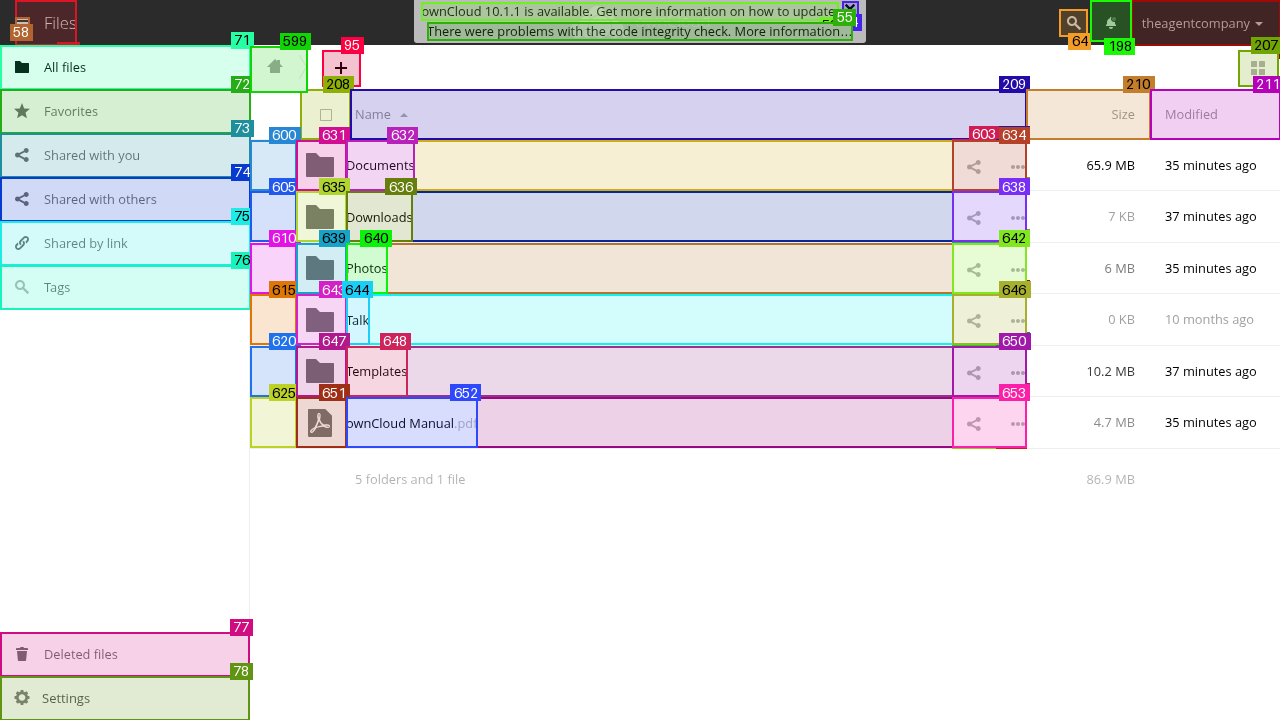 ownCloud 10.1.1 is available. Get more information on how to update.
55
There were problems with the code integrity check. More information...
58
Files
64
198
theagentcompany
71
599
95
207
All files
72
208
209
210
211
Favorites
Name
Size
Modified
73
600
631
632
603
634
Shared with you
Documents
65.9 MB
35 minutes ago
74
605
635
636
638
Shared with others
Downloads
7 KB
37 minutes ago
75
610
639
640
642
Shared by link
Photos
6 MB
35 minutes ago
76
615
643
644
646
Tags
Talk
0 KB
10 months ago
620
647
648
650
Templates
10.2 MB
37 minutes ago
625
651
652
653
ownCloud Manual.pdf
4.7 MB
35 minutes ago
5 folders and 1 file
86.9 MB
77
Deleted files
78
Settings